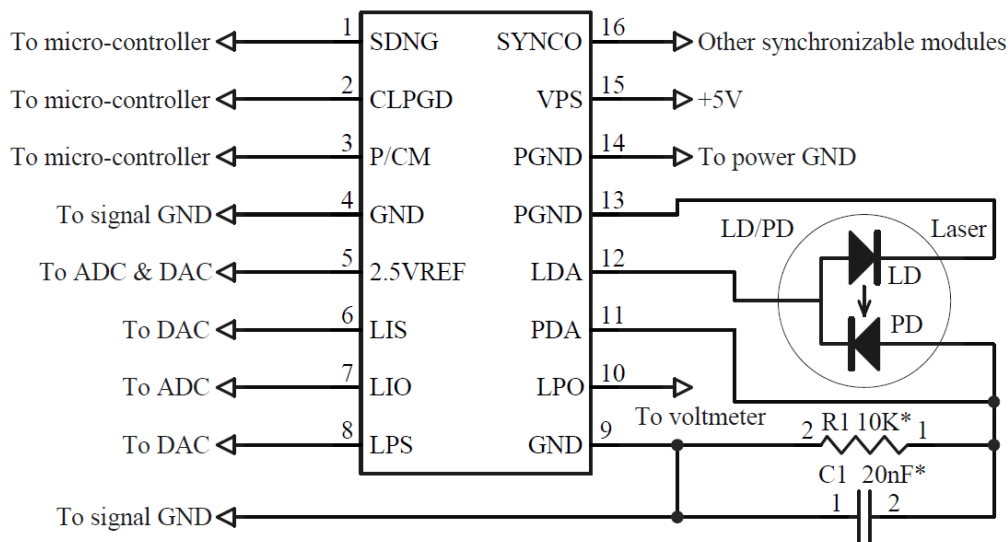 To micro-controller 1 SDNG SYNCO 16 Other synchronizable modules
To micro-controller 2 CLPGD VPS 15 +5V
To micro-controller 3 P/CM PGND 14 To power GND
To signal GND 4 GND PGND 13
LD/PD Laser
To ADC & DAC 5 2.5VREF LDA 12 LD
To DAC 6 LIS PDA 11 PD
To ADC 7 LIO LPO 10
To voltmeter
To DAC 8 LPS GND 9 2 R1 10K* 1
C1 20nF*
To signal GND 1 2